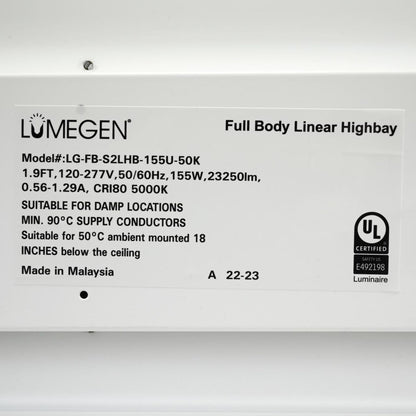 LUMEGEN®
Full Body Linear Highbay
Model#:LG-FB-S2LHB-155U-50K
1.9FT,120-277V,50/60Hz,155W,23250lm,
0.56-1.29A, CRI80 5000K
SUITABLE FOR DAMP LOCATIONS
MIN. 90°C SUPPLY CONDUCTORS
Suitable for 50°C ambient mounted 18
INCHES below the ceiling
Made in Malaysia
A 22-23
UL
CERTIFIED
SAFETY US
E492198
Luminaire